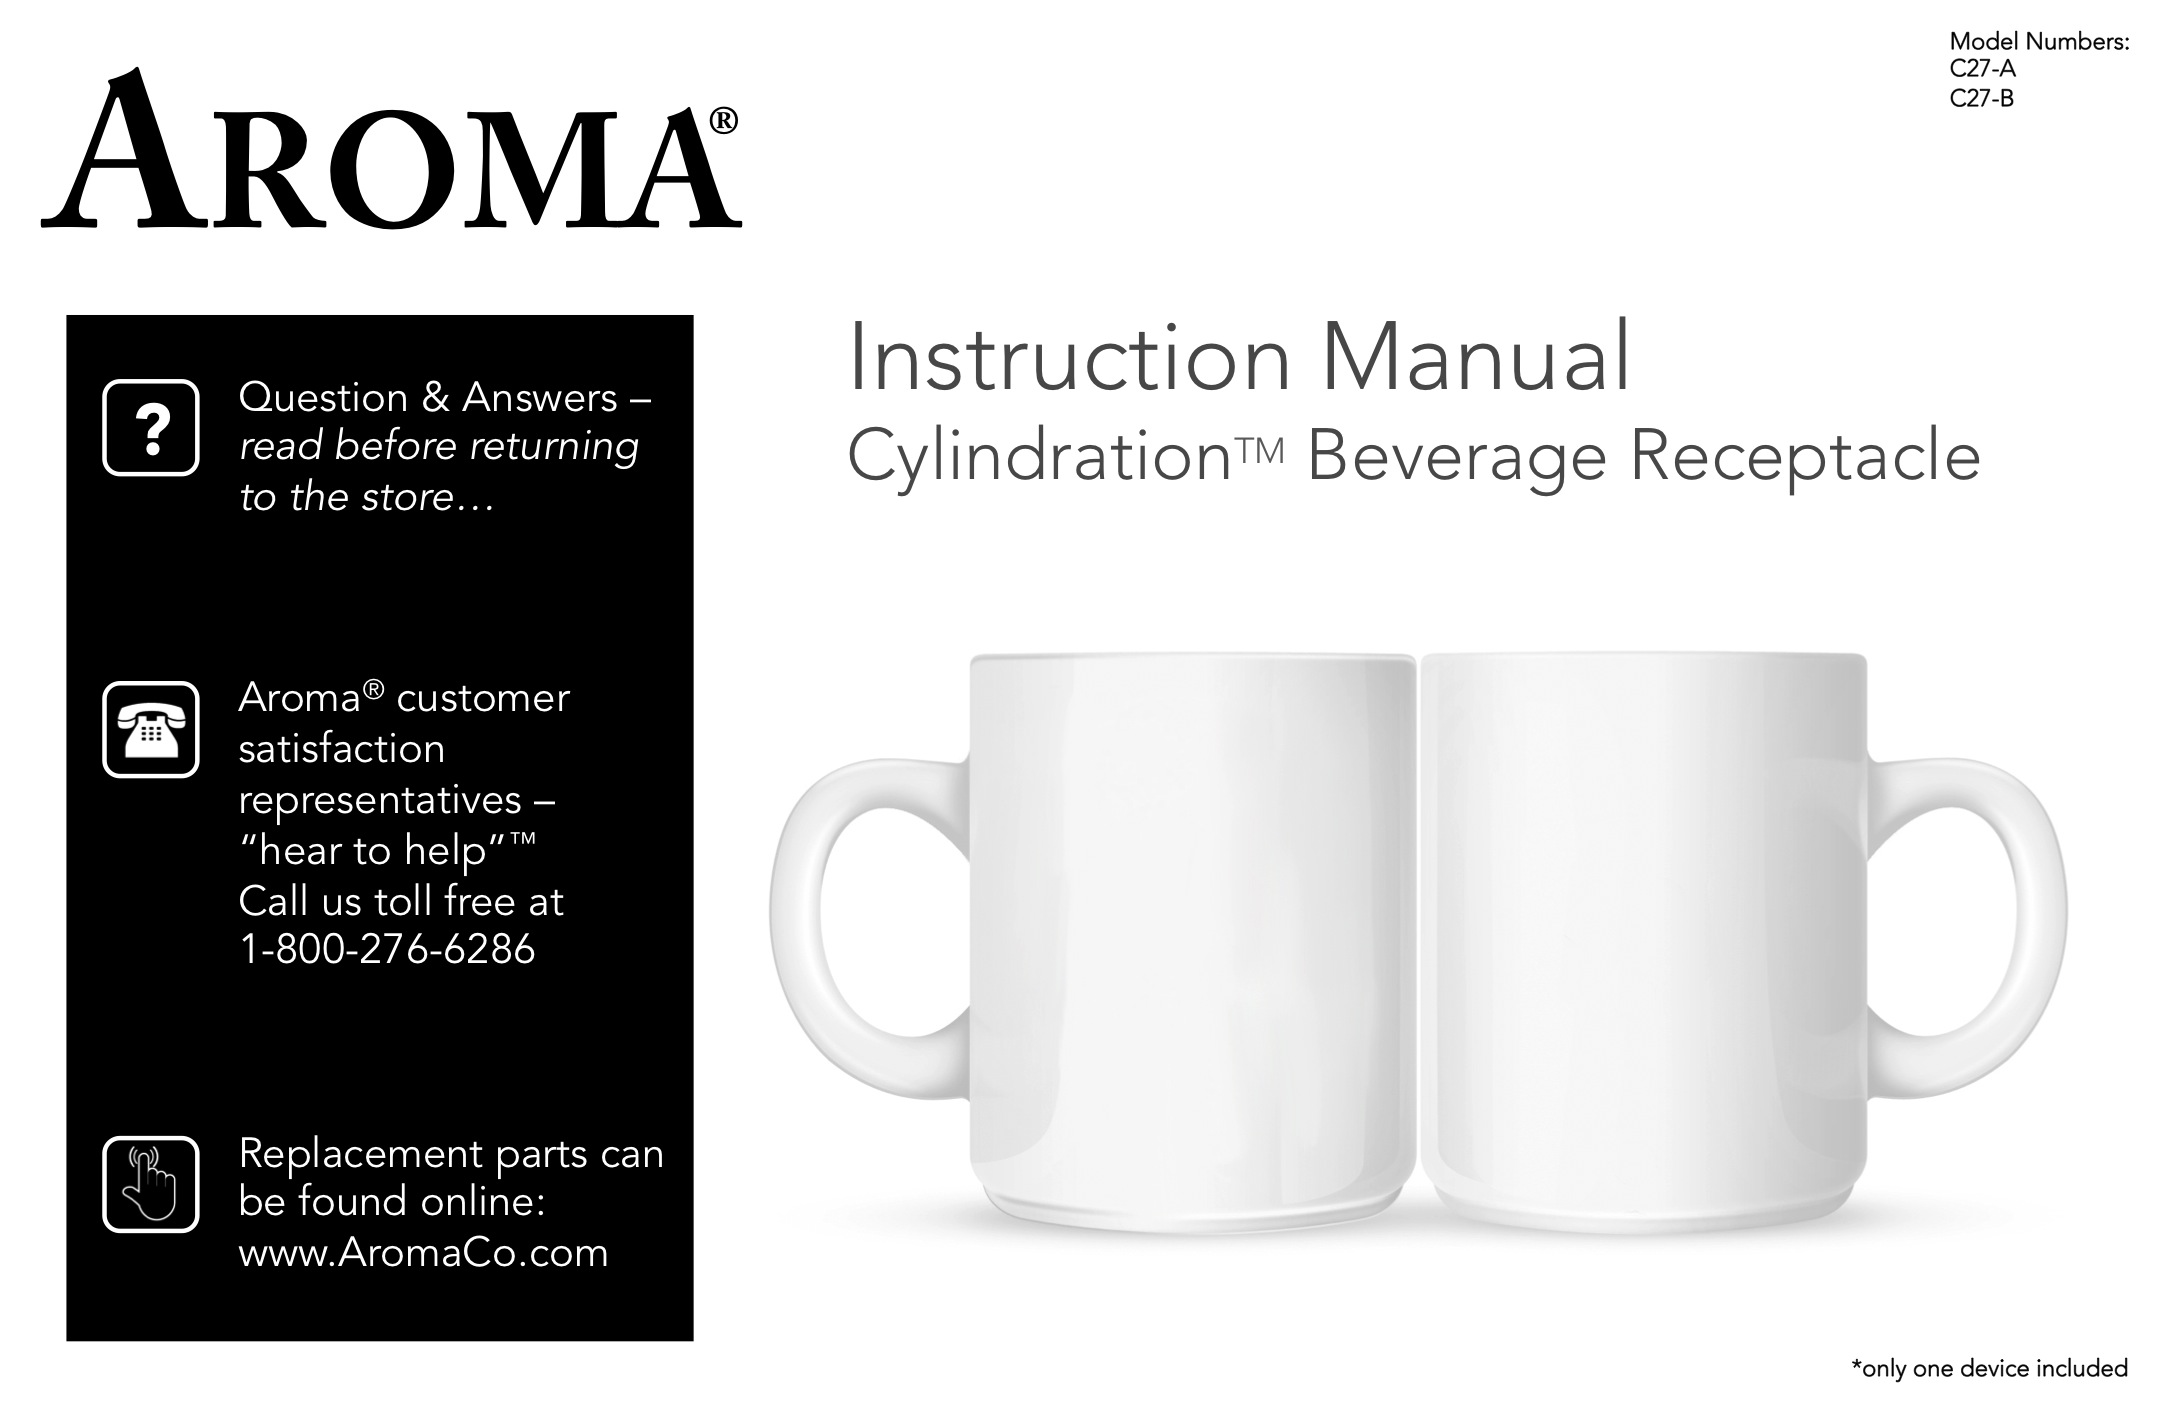 AROMA®
Model Numbers:
C27-A
C27-B
?
Question & Answers –
read before returning
to the store…
Aroma® customer
satisfaction
representatives –
“hear to help”™
Call us toll free at
1-800-276-6286
Replacement parts can
be found online:
www.AromaCo.com
Instruction Manual
Cylindration™ Beverage Receptacle
*only one device included